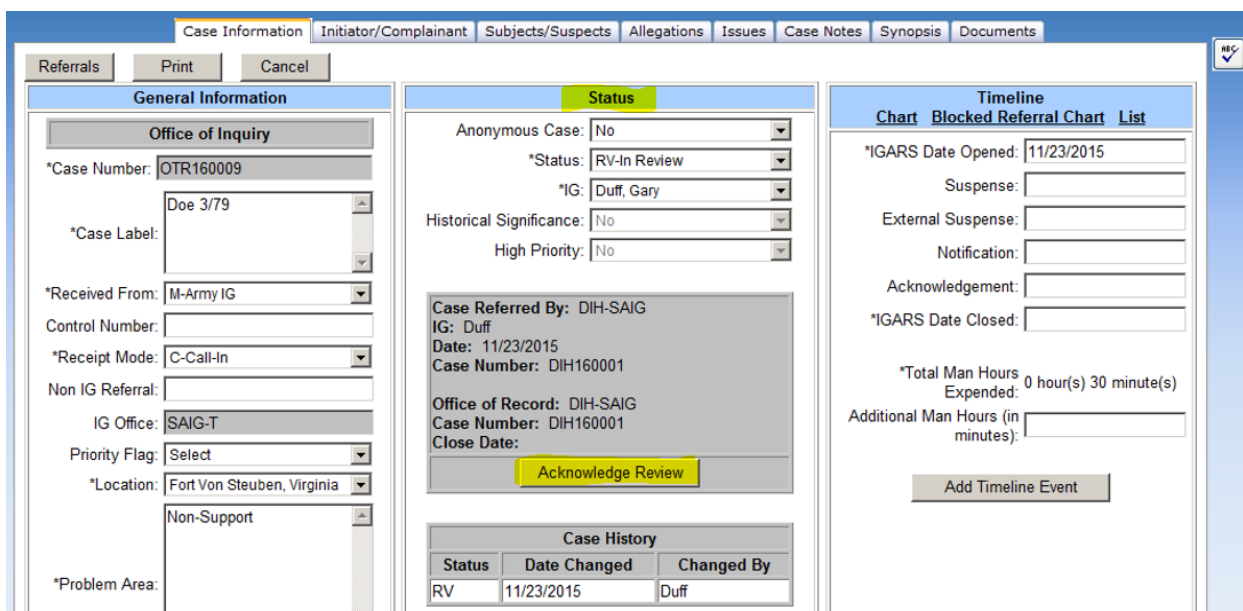 Case Information Initiator/Complainant Subjects/Suspects Allegations Issues Case Notes Synopsis Documents
ABC
Referrals Print Cancel
General Information
Office of Inquiry
*Case Number: OTR160009
*Case Label: Doe 3/79
*Received From: M-Army IG
Control Number:
*Receipt Mode: C-Call-In
Non IG Referral:
IG Office: SAIG-T
Priority Flag: Select
*Location: Fort Von Steuben, Virginia
*Problem Area: Non-Support
Status
Anonymous Case: No
*Status: RV-In Review
*IG: Duff, Gary
Historical Significance: No
High Priority: No
Case Referred By: DIH-SAIG
IG: Duff
Date: 11/23/2015
Case Number: DIH160001
Office of Record: DIH-SAIG
Case Number: DIH160001
Close Date:
Acknowledge Review
Case History
Status Date Changed Changed By
RV 11/23/2015 Duff
Timeline
Chart Blocked Referral Chart List
*IGARS Date Opened: 11/23/2015
Suspense:
External Suspense:
Notification:
Acknowledgement:
*IGARS Date Closed:
*Total Man Hours
Expended: 0 hour(s) 30 minute(s)
Additional Man Hours (in
minutes):
Add Timeline Event